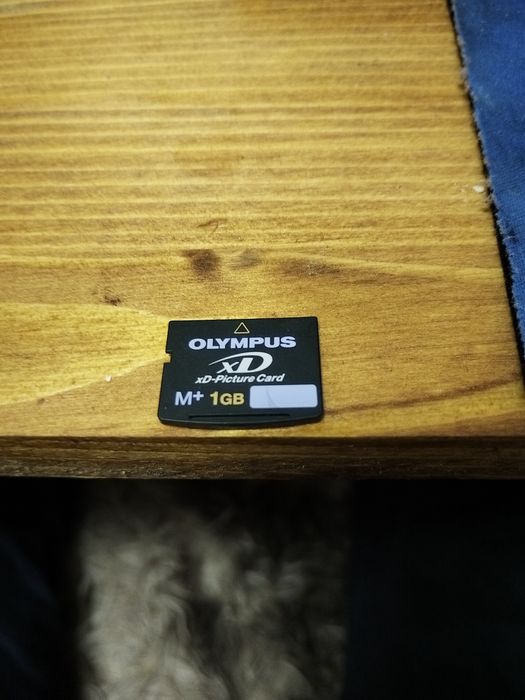 OLYMPUS
xD
xD-Picture Card
M+ 1GB